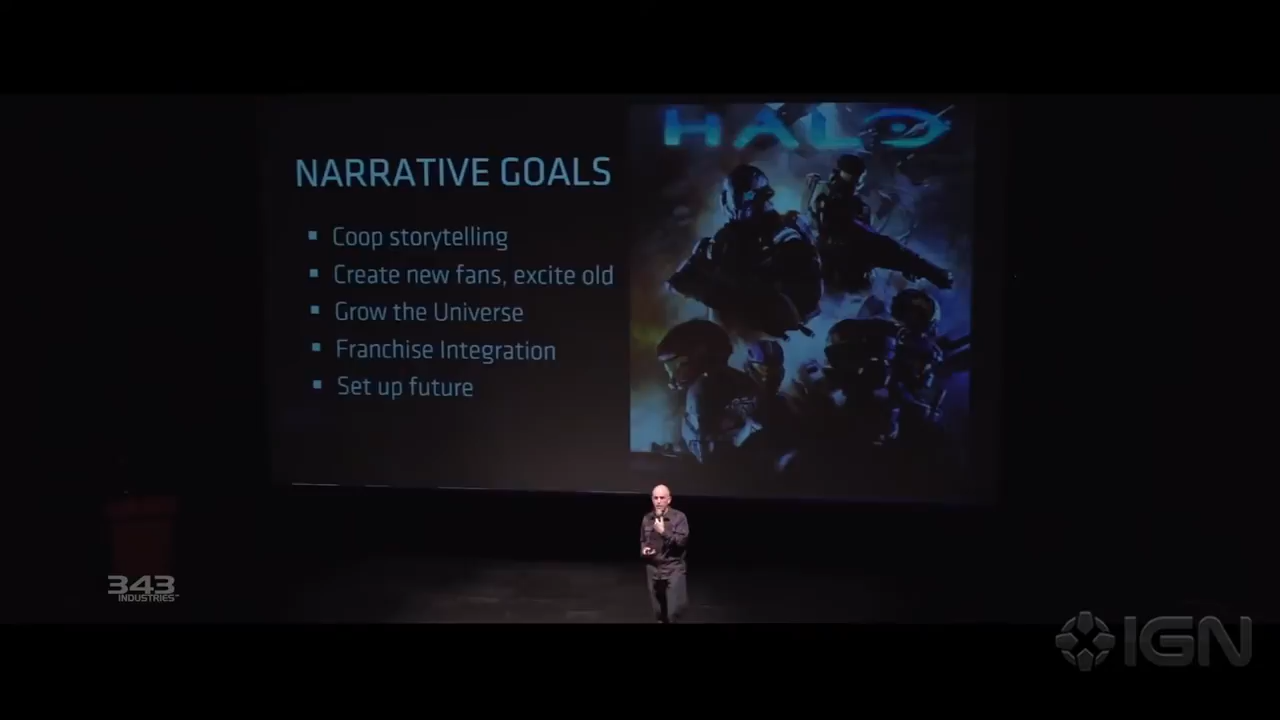 HALO
NARRATIVE GOALS
▪ Coop storytelling
▪ Create new fans, excite old
▪ Grow the Universe
▪ Franchise Integration
▪ Set up future
343
INDUSTRIES™
IGN